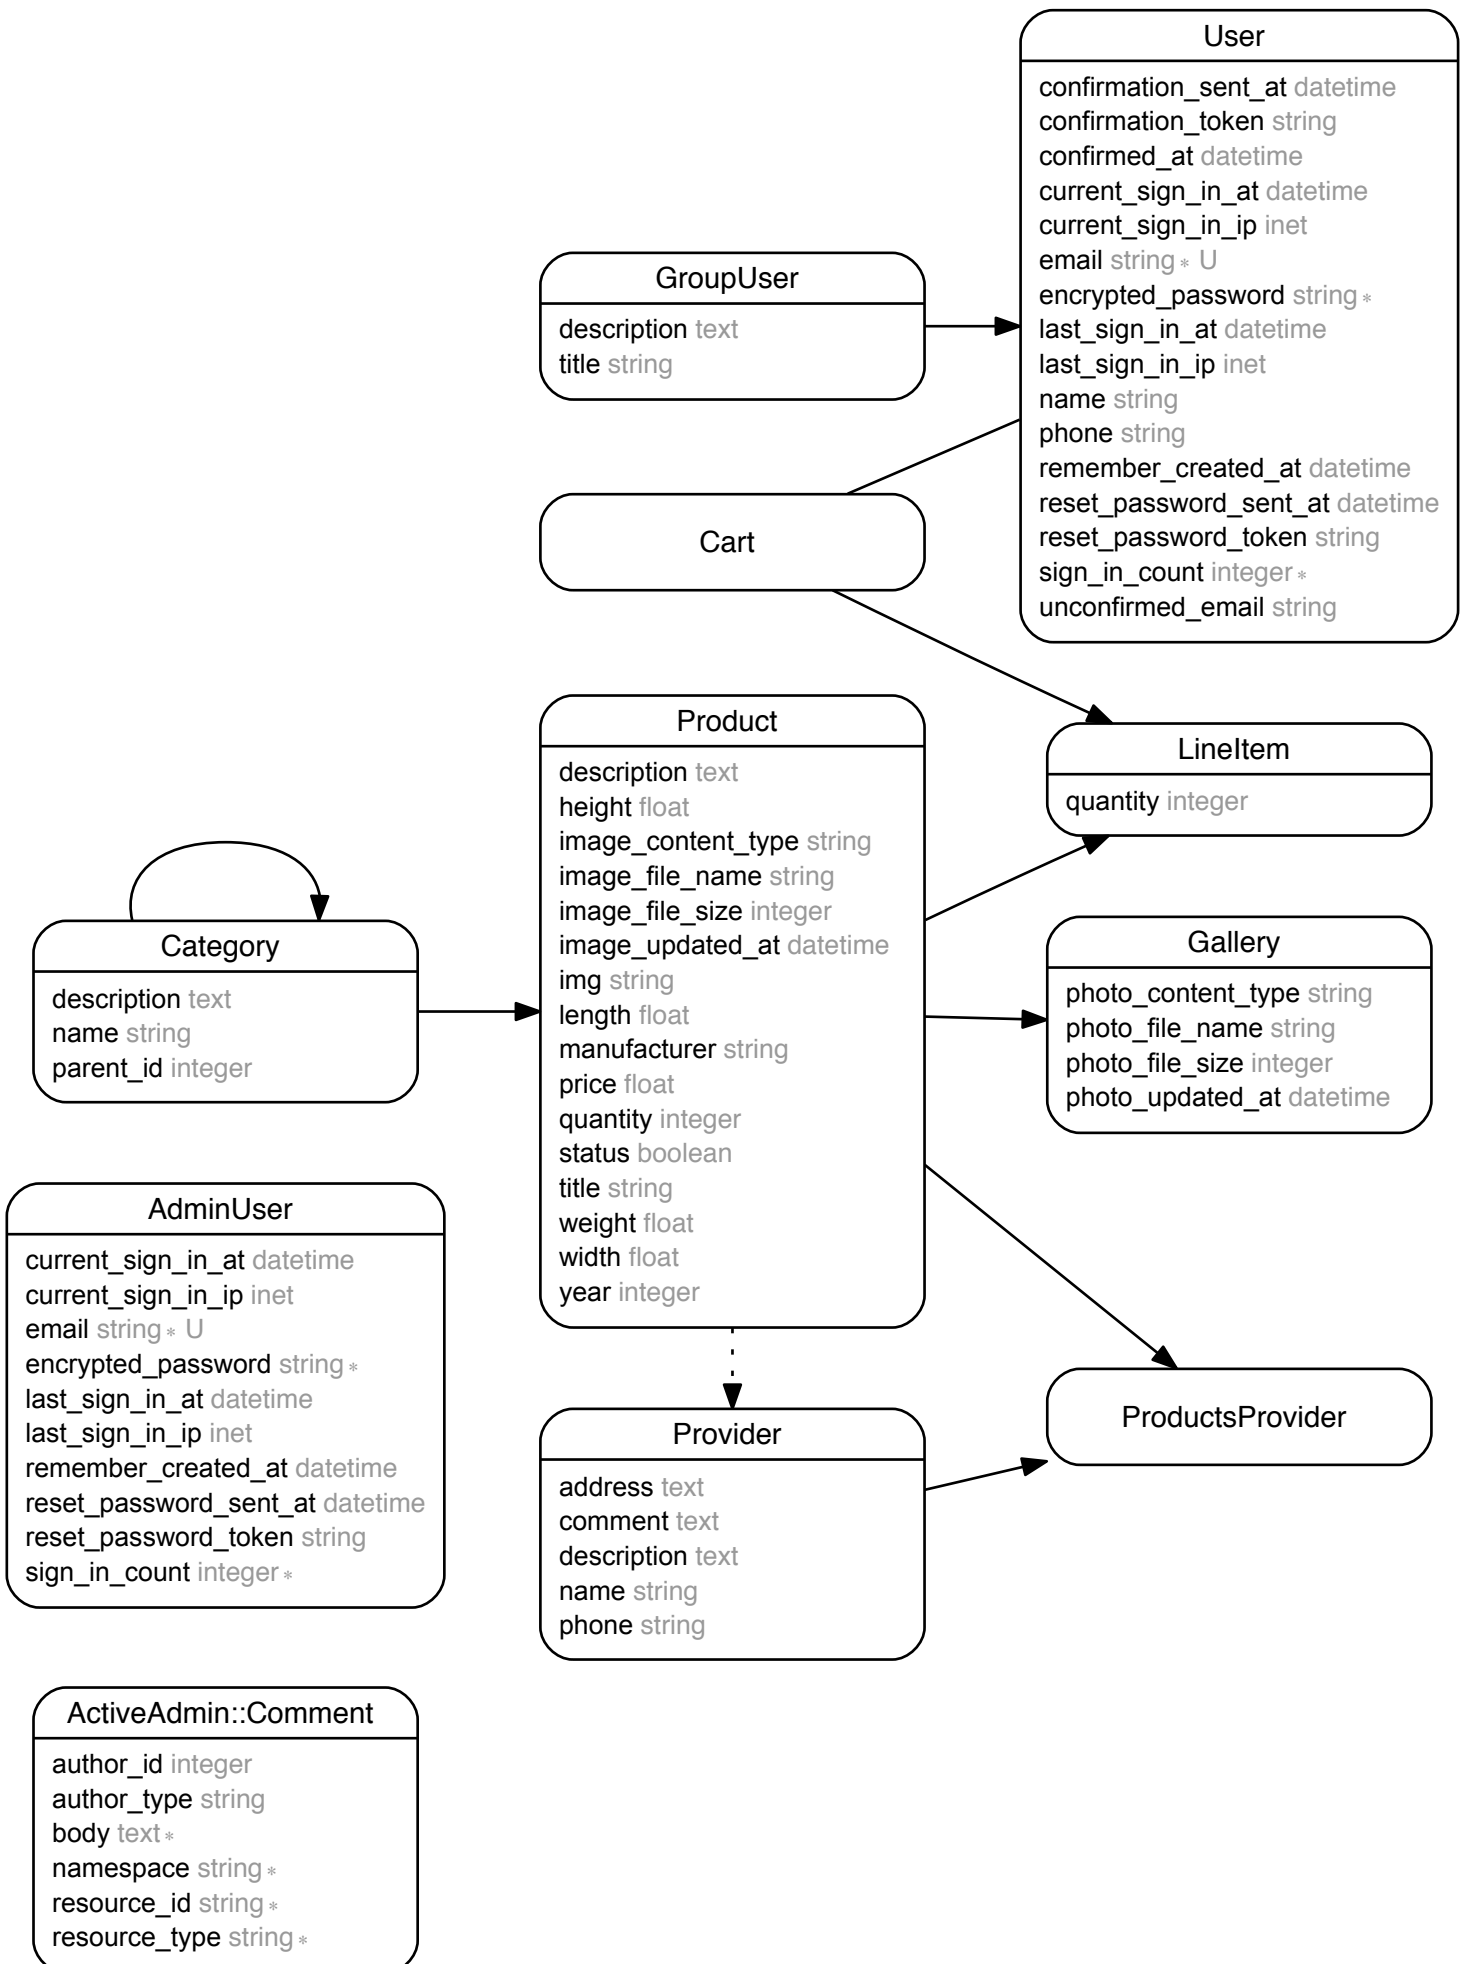 User
confirmation_sent_at datetime
confirmation_token string
confirmed_at datetime
current_sign_in_at datetime
current_sign_in_ip inet
email string∗ U
encrypted_password string∗
last_sign_in_at datetime
last_sign_in_ip inet
name string
phone string
remember_created_at datetime
reset_password_sent_at datetime
reset_password_token string
sign_in_count integer∗
unconfirmed_email string
GroupUser
description text
title string
Cart
Product
description text
height float
image_content_type string
image_file_name string
image_file_size integer
image_updated_at datetime
img string
length float
manufacturer string
price float
quantity integer
status boolean
title string
weight float
width float
year integer
LineItem
quantity integer
Category
description text
name string
parent_id integer
Gallery
photo_content_type string
photo_file_name string
photo_file_size integer
photo_updated_at datetime
AdminUser
current_sign_in_at datetime
current_sign_in_ip inet
email string∗ U
encrypted_password string∗
last_sign_in_at datetime
last_sign_in_ip inet
remember_created_at datetime
reset_password_sent_at datetime
reset_password_token string
sign_in_count integer∗
Provider
address text
comment text
description text
name string
phone string
ProductsProvider
ActiveAdmin::Comment
author_id integer
author_type string
body text∗
namespace string∗
resource_id string∗
resource_type string∗